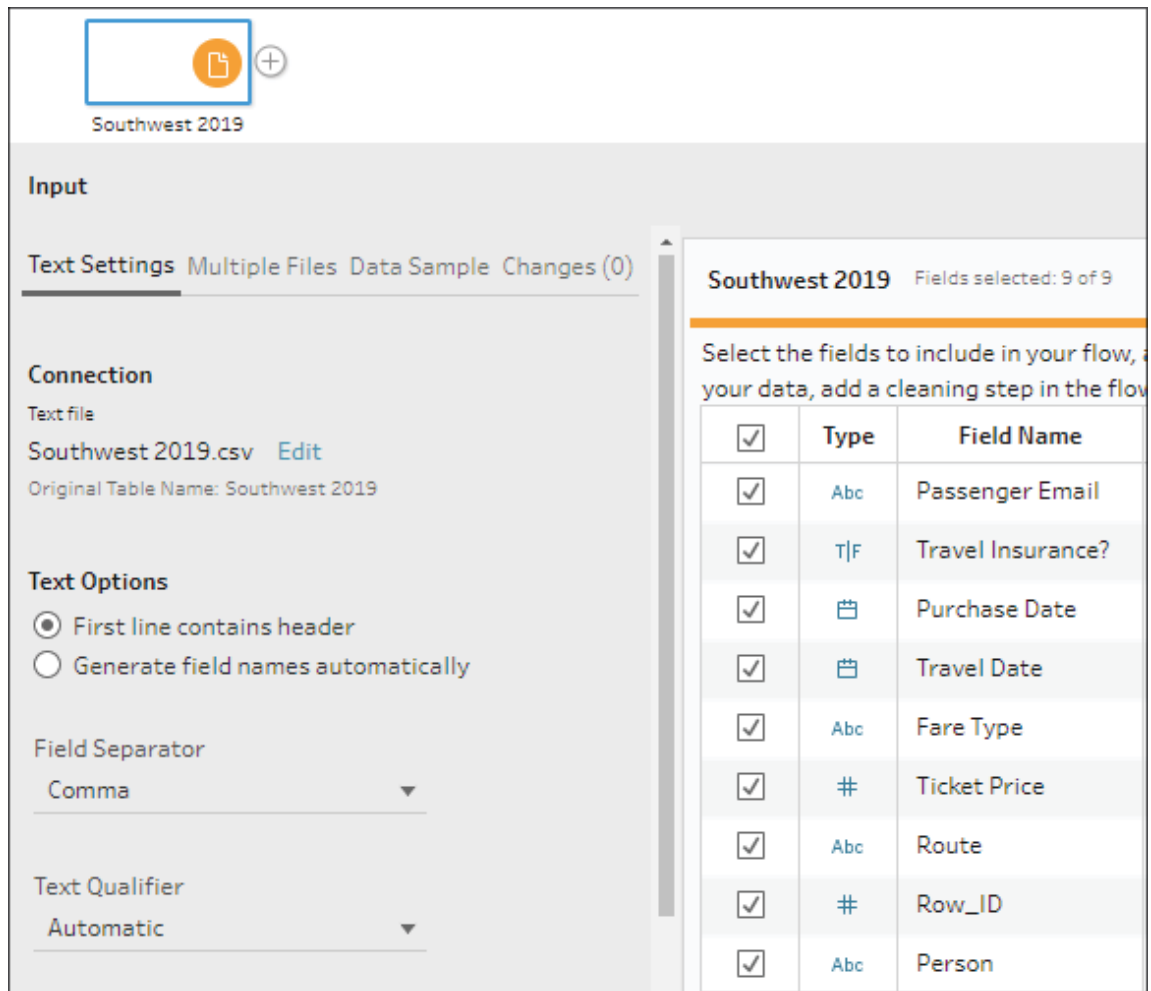 Southwest 2019
Input
Text Settings Multiple Files Data Sample Changes (0)
Connection
Text file
Southwest 2019.csv Edit
Original Table Name: Southwest 2019
Text Options
First line contains header
Generate field names automatically
Field Separator
Comma
Text Qualifier
Automatic
Southwest 2019 Fields selected: 9 of 9
Select the fields to include in your flow,
your data, add a cleaning step in the flow
Type Field Name
Abc Passenger Email
T|F Travel Insurance?
Purchase Date
Travel Date
Abc Fare Type
# Ticket Price
Abc Route
# Row_ID
Abc Person